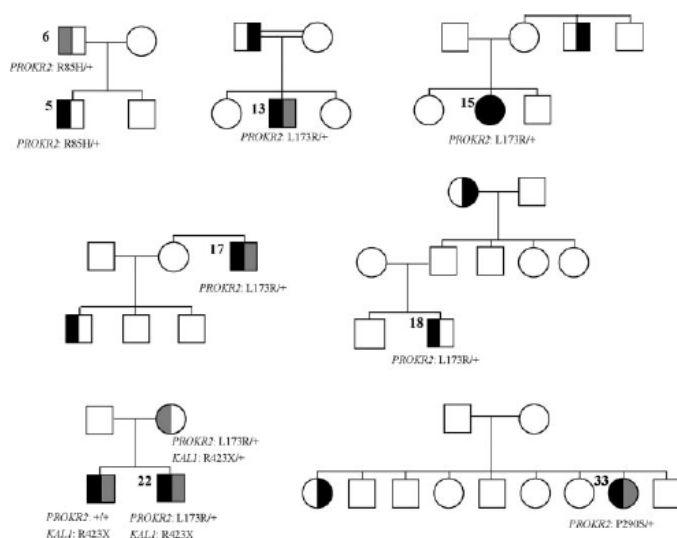 6
PROKR2: R85H/+
5
PROKR2: R85H/+
13
PROKR2: L173R/+
15
PROKR2: L173R/+
17
PROKR2: L173R/+
18
PROKR2: L173R/+
PROKR2: L173R/+
KAL1: R423X/+
22
PROKR2: +/+
KAL1: R423X
PROKR2: L173R/+
KAL1: R423X
33
PROKR2: P290S/+